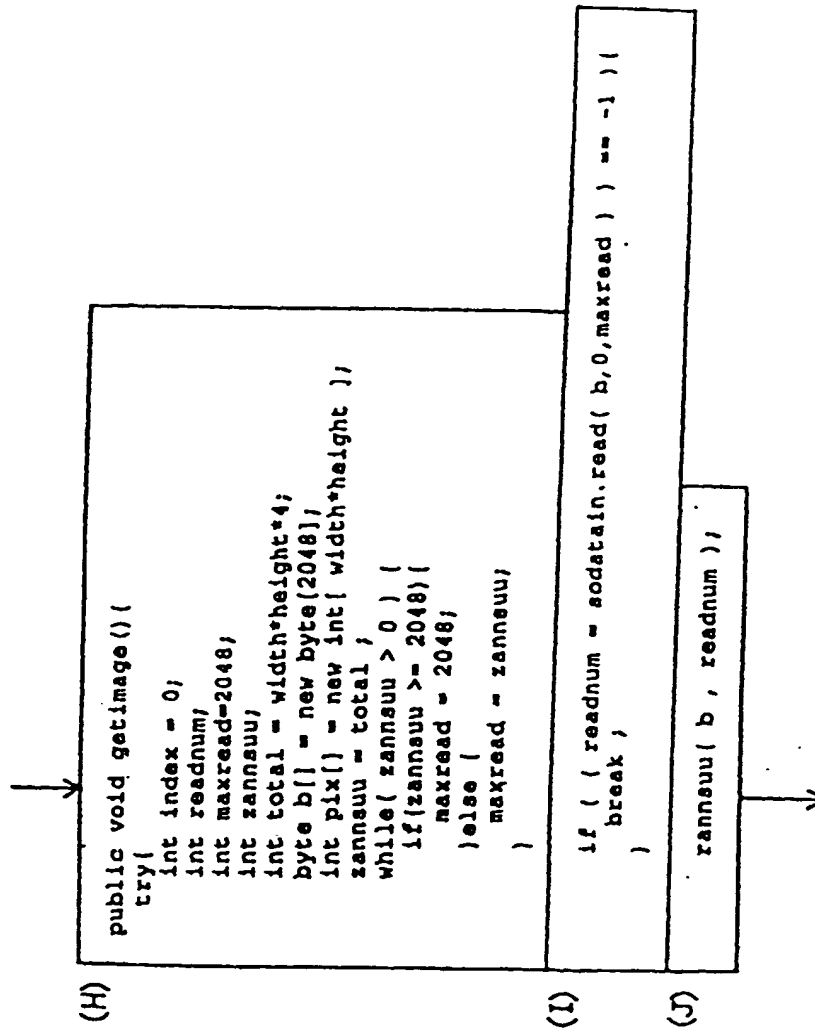 (H)
public void getimage(){
try{
int index = 0;
int readnum;
int maxread=2048;
int zannsuu;
int total = width*height*4;
byte b[] = new byte[2048];
int pix[] = new int[ width*height ];
zannsuu = total ;
while( zannsuu > 0 ) {
if(zannsuu >= 2048){
maxread = 2048;
}else {
maxread = zannsuu;
}
(I)
if ( ( readnum = sodatain.read( b,0,maxread ) ) == -1 ){
break ;
}
(J)
rannsuu( b , readnum );